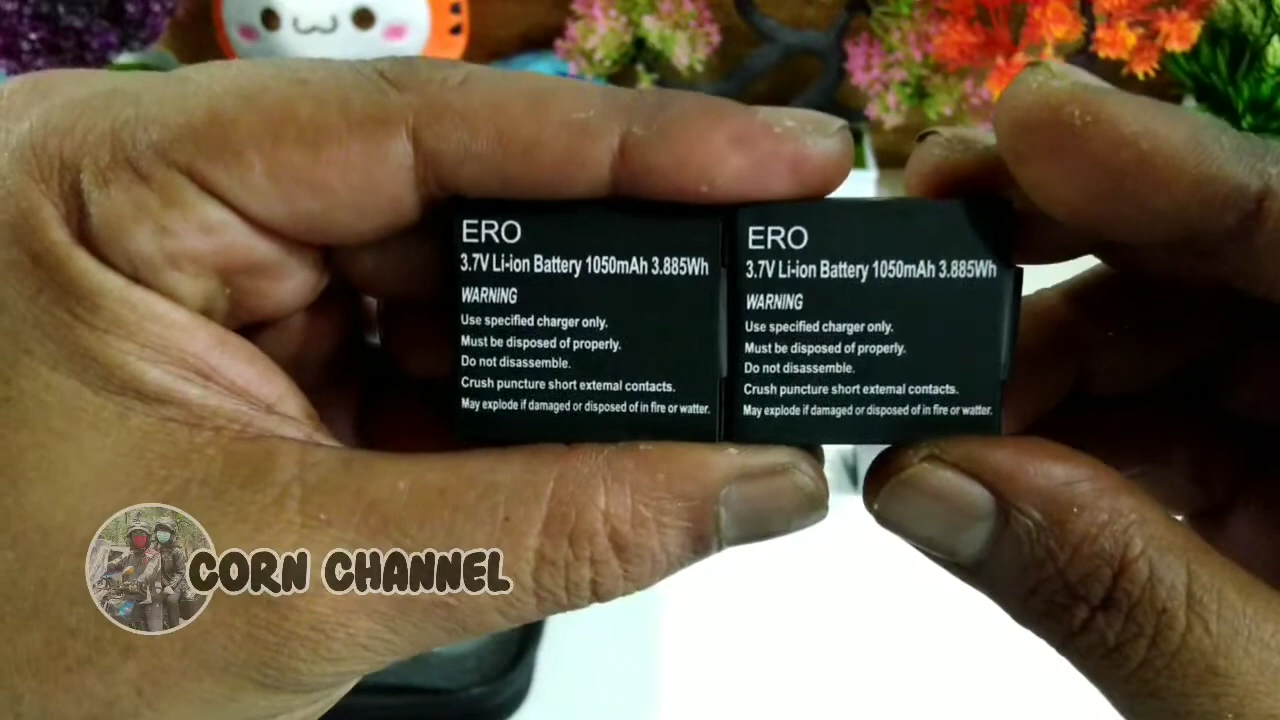 ERO
3.7V Li-ion Battery 1050mAh 3.885Wh
WARNING
Use specified charger only.
Must be disposed of properly.
Do not disassemble.
Crush puncture short external contacts.
May explode if damaged or disposed of in fire or watter.
ERO
3.7V Li-ion Battery 1050mAh 3.885Wh
WARNING
Use specified charger only.
Must be disposed of properly.
Do not disassemble.
Crush puncture short external contacts.
May explode if damaged or disposed of in fire or watter.
CORN CHANNEL